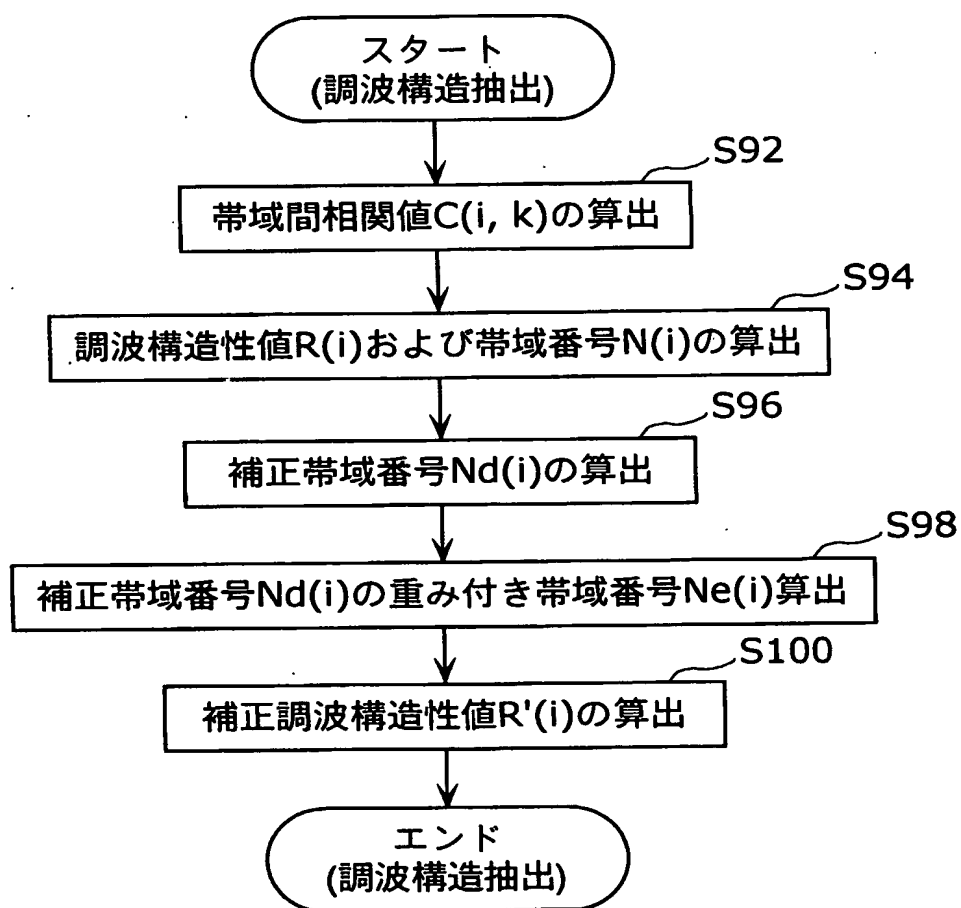 スタート
(調波構造抽出)
S92
帯域間相関値C(i, k)の算出
S94
調波構造性値R(i)および帯域番号N(i)の算出
S96
補正帯域番号Nd(i)の算出
S98
補正帯域番号Nd(i)の重み付き帯域番号Ne(i)算出
S100
補正調波構造性値R'(i)の算出
エンド
(調波構造抽出)